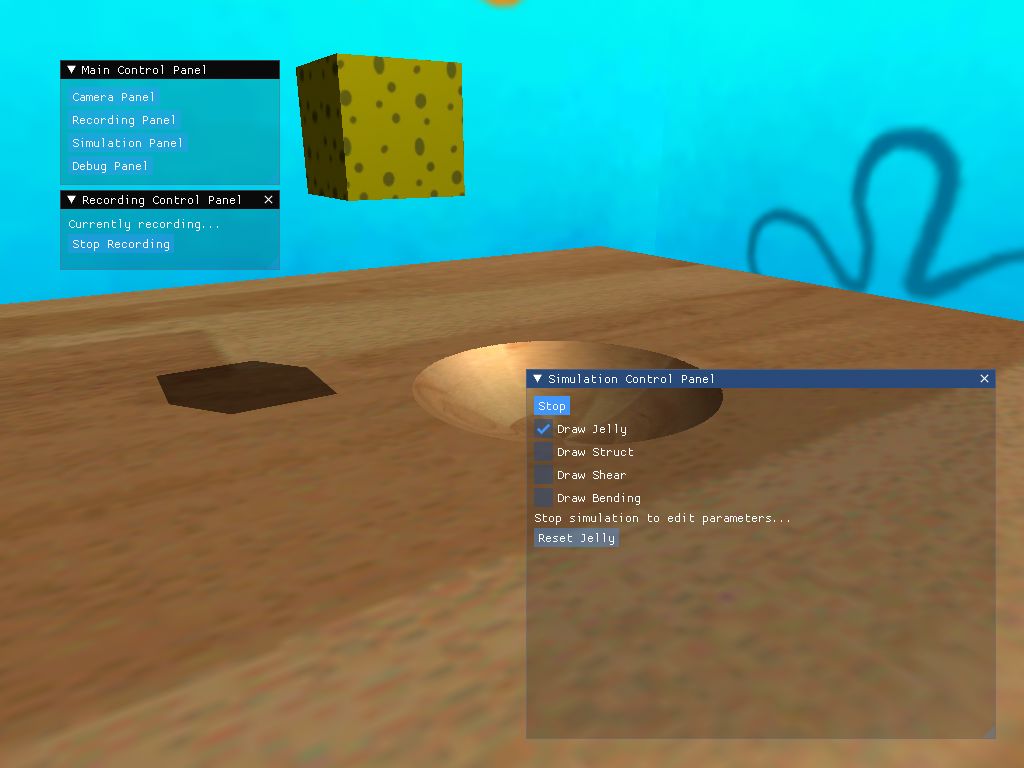 Main Control Panel
Camera Panel
Recording Panel
Simulation Panel
Debug Panel
Recording Control Panel
Currently recording...
Stop Recording
Simulation Control Panel
Stop
Draw Jelly
Draw Struct
Draw Shear
Draw Bending
Stop simulation to edit parameters...
Reset Jelly